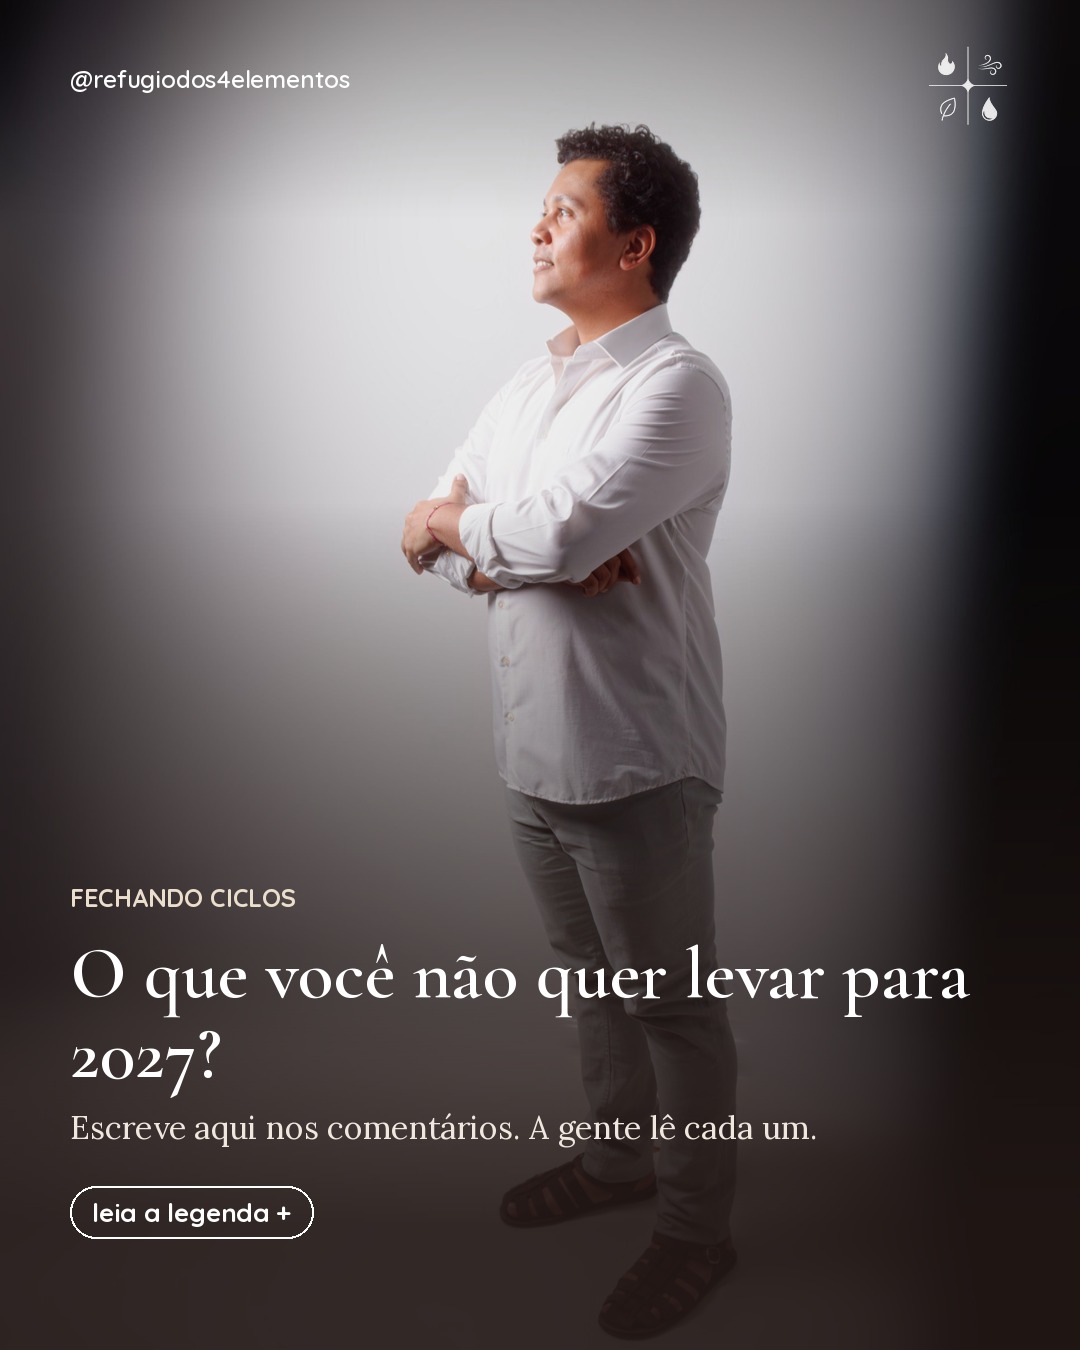 @refugiodos4elementos
FECHANDO CICLOS
O que você não quer levar para
2027?
Escreve aqui nos comentários. A gente lê cada um.
leia a legenda +